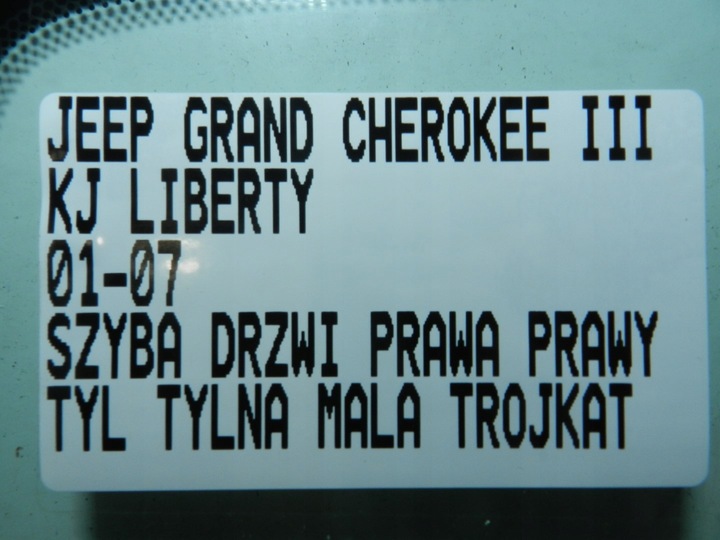 JEEP GRAND CHEROKEE III
KJ LIBERTY
01-07
SZYBA DRZWI PRAWA PRAWY
TYL TYLNA MALA TROJKAT